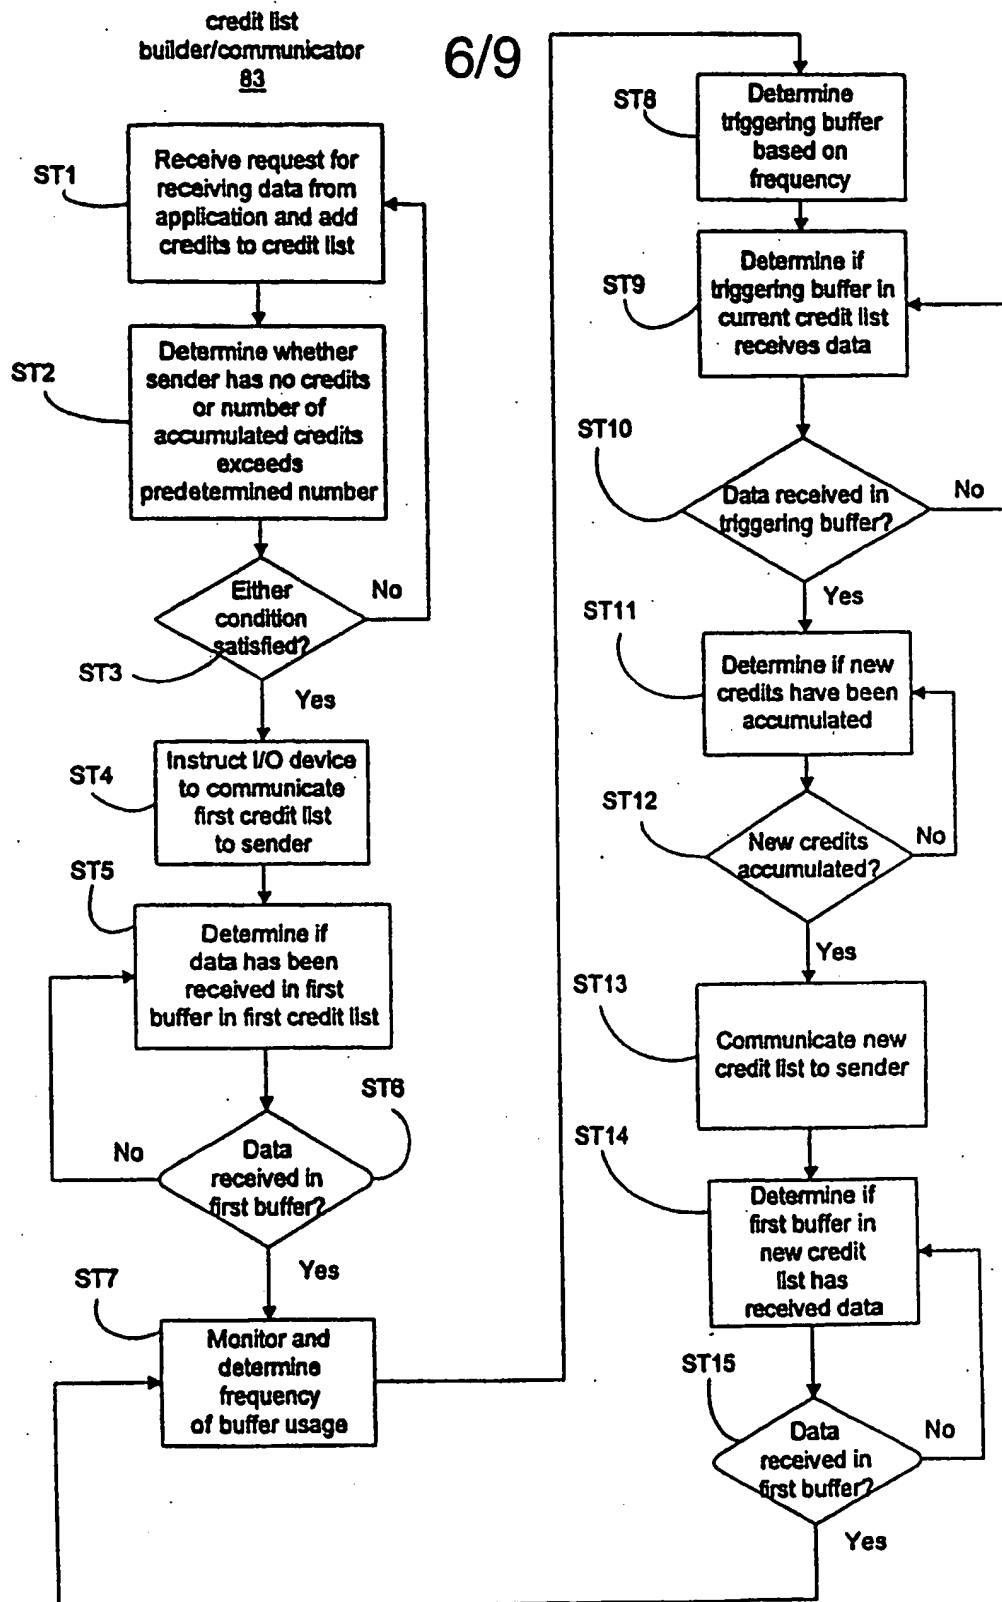 credit list
builder/communicator
83
6/9
ST1
Receive request for
receiving data from
application and add
credits to credit list
ST2
Determine whether
sender has no credits
or number of
accumulated credits
exceeds
predetermined number
Either
condition
satisfied?
No
ST3
Yes
ST4
Instruct I/O device
to communicate
first credit list
to sender
ST5
Determine if
data has been
received in first
buffer in first credit list
ST6
No
Data
received in
first buffer?
Yes
ST7
Monitor and
determine
frequency
of buffer usage
ST8
Determine
triggering buffer
based on
frequency
ST9
Determine if
triggering buffer in
current credit list
receives data
ST10
Data received in
triggering buffer?
No
Yes
ST11
Determine if new
credits have been
accumulated
ST12
New credits
accumulated?
No
Yes
ST13
Communicate new
credit list to sender
ST14
Determine if
first buffer in
new credit
list has
received data
ST15
Data
received in
first buffer?
No
Yes